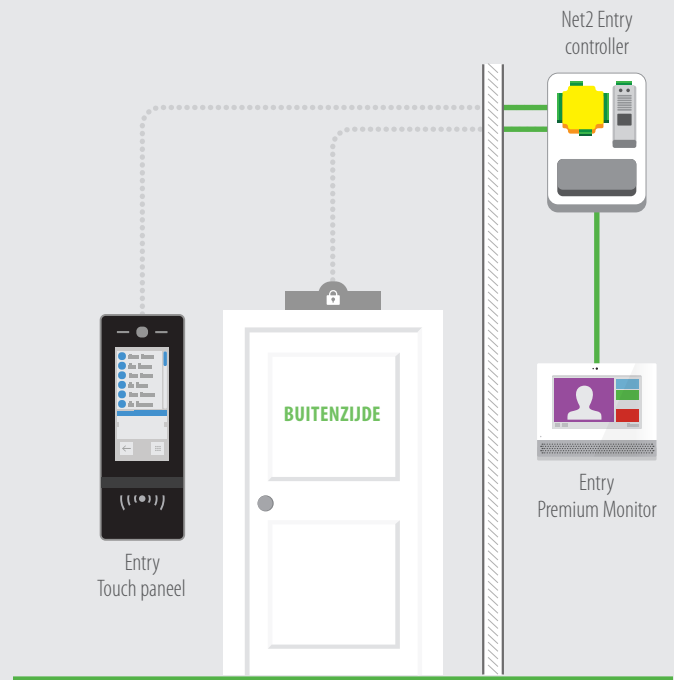 Net2 Entry
controller
BUITENZIJDE
Entry
Premium Monitor
Entry
Touch paneel